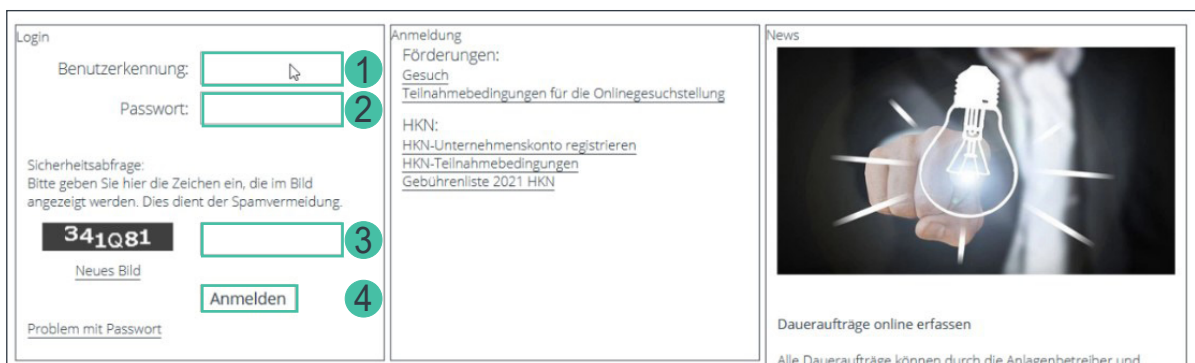 Login
Benutzerkennung:
1
Passwort:
2
Sicherheitsabfrage:
Bitte geben Sie hier die Zeichen ein, die im Bild
angezeigt werden. Dies dient der Spamvermeidung.
341Q81
3
Neues Bild
Anmelden
4
Problem mit Passwort
Anmeldung
Förderungen:
Gesuch
Teilnahmebedingungen für die Onlinegesuchstellung
HKN:
HKN-Unternehmenskonto registrieren
HKN-Teilnahmebedingungen
Gebührenliste 2021 HKN
News
Daueraufträge online erfassen
Alle Daueraufträge können durch die Anlagenbetreiber und